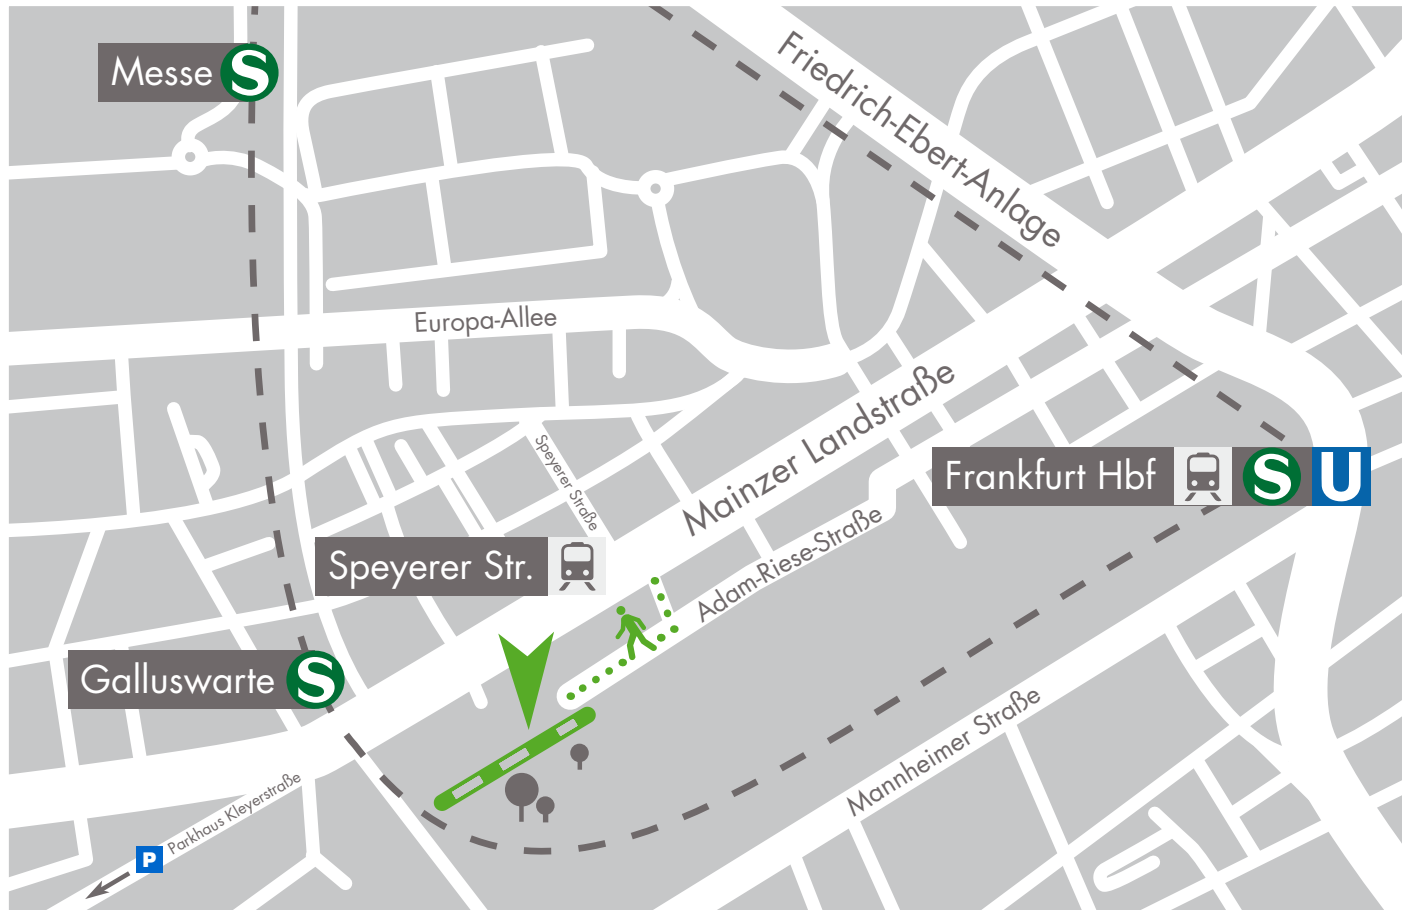 Messe S
Friedrich-Ebert-Anlage
Europa-Allee
Mainzer Landstraße
Speyerer Straße
Frankfurt Hbf S U
Speyerer Str.
Adam-Riese-Straße
Galluswarte S
Mannheimer Straße
Parkhaus Kleyerstraße
P